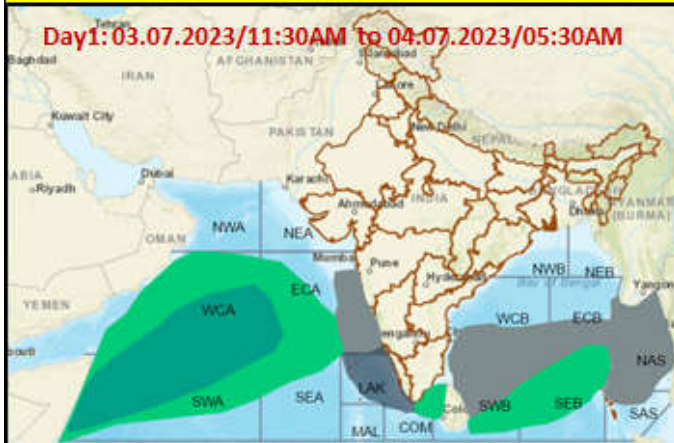 Day1: 03.07.2023/11:30AM to 04.07.2023/05:30AM
Tehran
Baghdad
Islamabad
AFGHANISTAN
IRAN
Lahore
Kuwait City
PAKISTAN
New Delhi
NEPAL
Dubai
Karachi
Riyadh
Ahmedabad
INDIA
BANGLADESH
Dhaka
MYANMAR
(BURMA)
OMAN
NWA
NEA
Mumbai
Pune
Hyderabad
NWB
NEB
Bay of Bengal
Yangon
YEMEN
WCA
ECA
WCB
ECB
NAS
LAK
SWA
SEA
SWB
SEB
SAS
MAL
COM